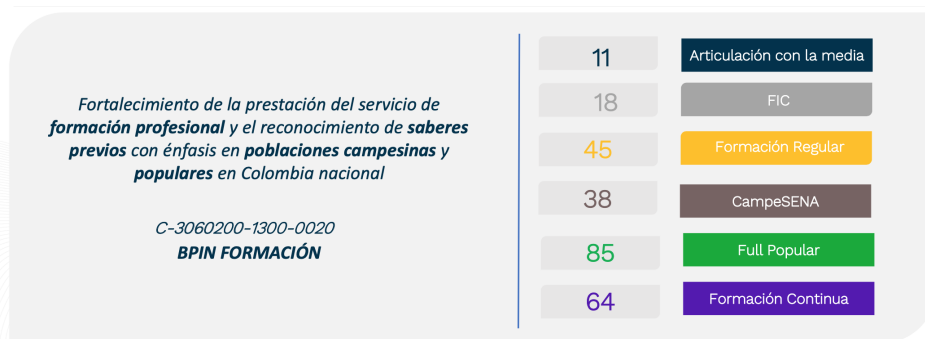 Fortalecimiento de la prestación del servicio de
formación profesional y el reconocimiento de saberes
previos con énfasis en poblaciones campesinas y
populares en Colombia nacional
C-3060200-1300-0020
BPIN FORMACIÓN
11 Articulación con la media
18 FIC
45 Formación Regular
38 CampeSENA
85 Full Popular
64 Formación Continua